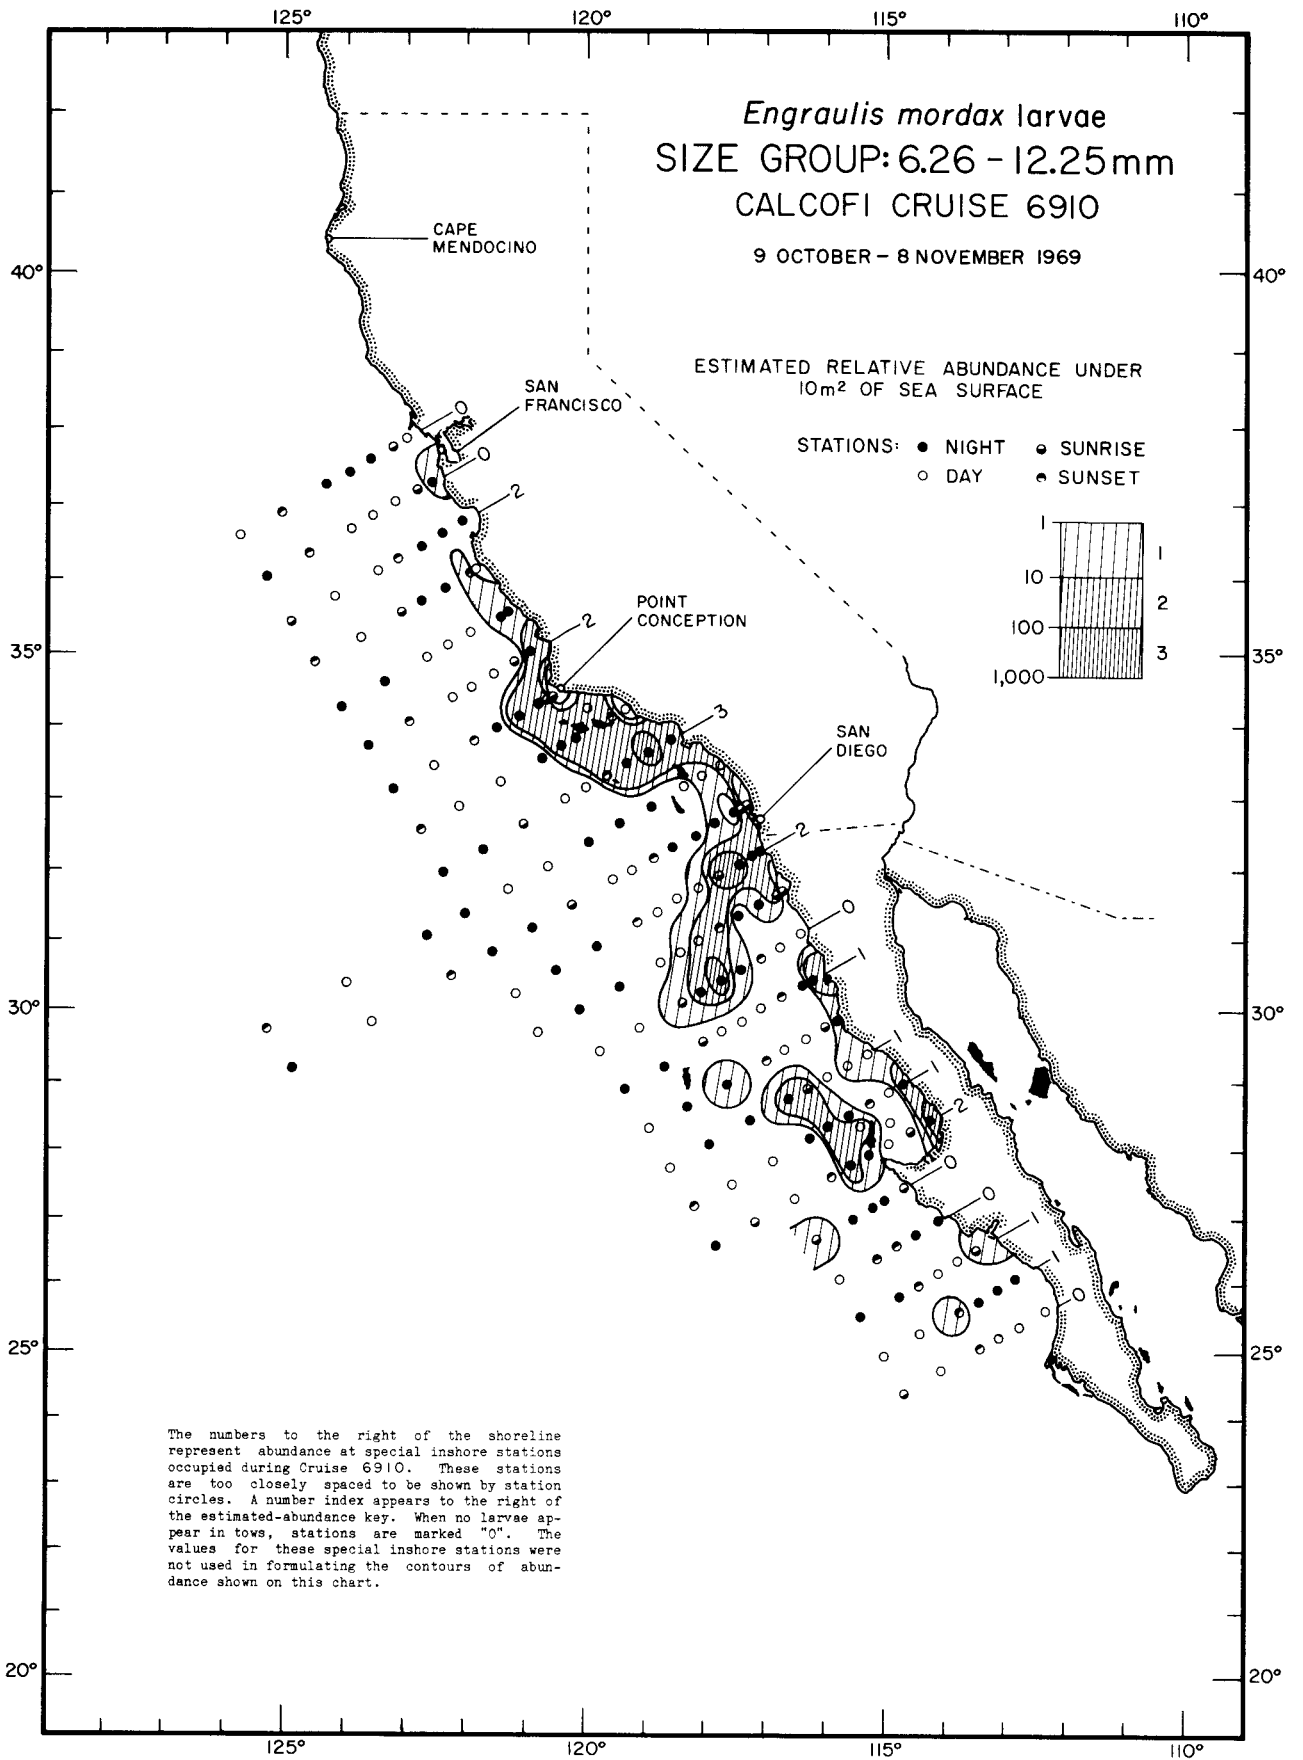 125° 120° 115° 110°
Engraulis mordax larvae
SIZE GROUP: 6.26 - 12.25mm
CALCOFI CRUISE 6910
9 OCTOBER - 8 NOVEMBER 1969
CAPE
MENDOCINO
40° 40°
ESTIMATED RELATIVE ABUNDANCE UNDER
10m² OF SEA SURFACE
SAN
FRANCISCO
0
STATIONS: ● NIGHT SUNRISE
○ DAY SUNSET
0
2
1
10
100
1,000
1
2
3
POINT
CONCEPTION
2
35° 35°
3
SAN
DIEGO
2
0
1
30° 30°
1
1
2
0
0
1
1
0
25° 25°
The numbers to the right of the shoreline
represent abundance at special inshore stations
occupied during Cruise 6910. These stations
are too closely spaced to be shown by station
circles. A number index appears to the right of
the estimated-abundance key. When no larvae ap-
pear in tows, stations are marked "0". The
values for these special inshore stations were
not used in formulating the contours of abun-
dance shown on this chart.
20° 20°
125° 120° 115° 110°